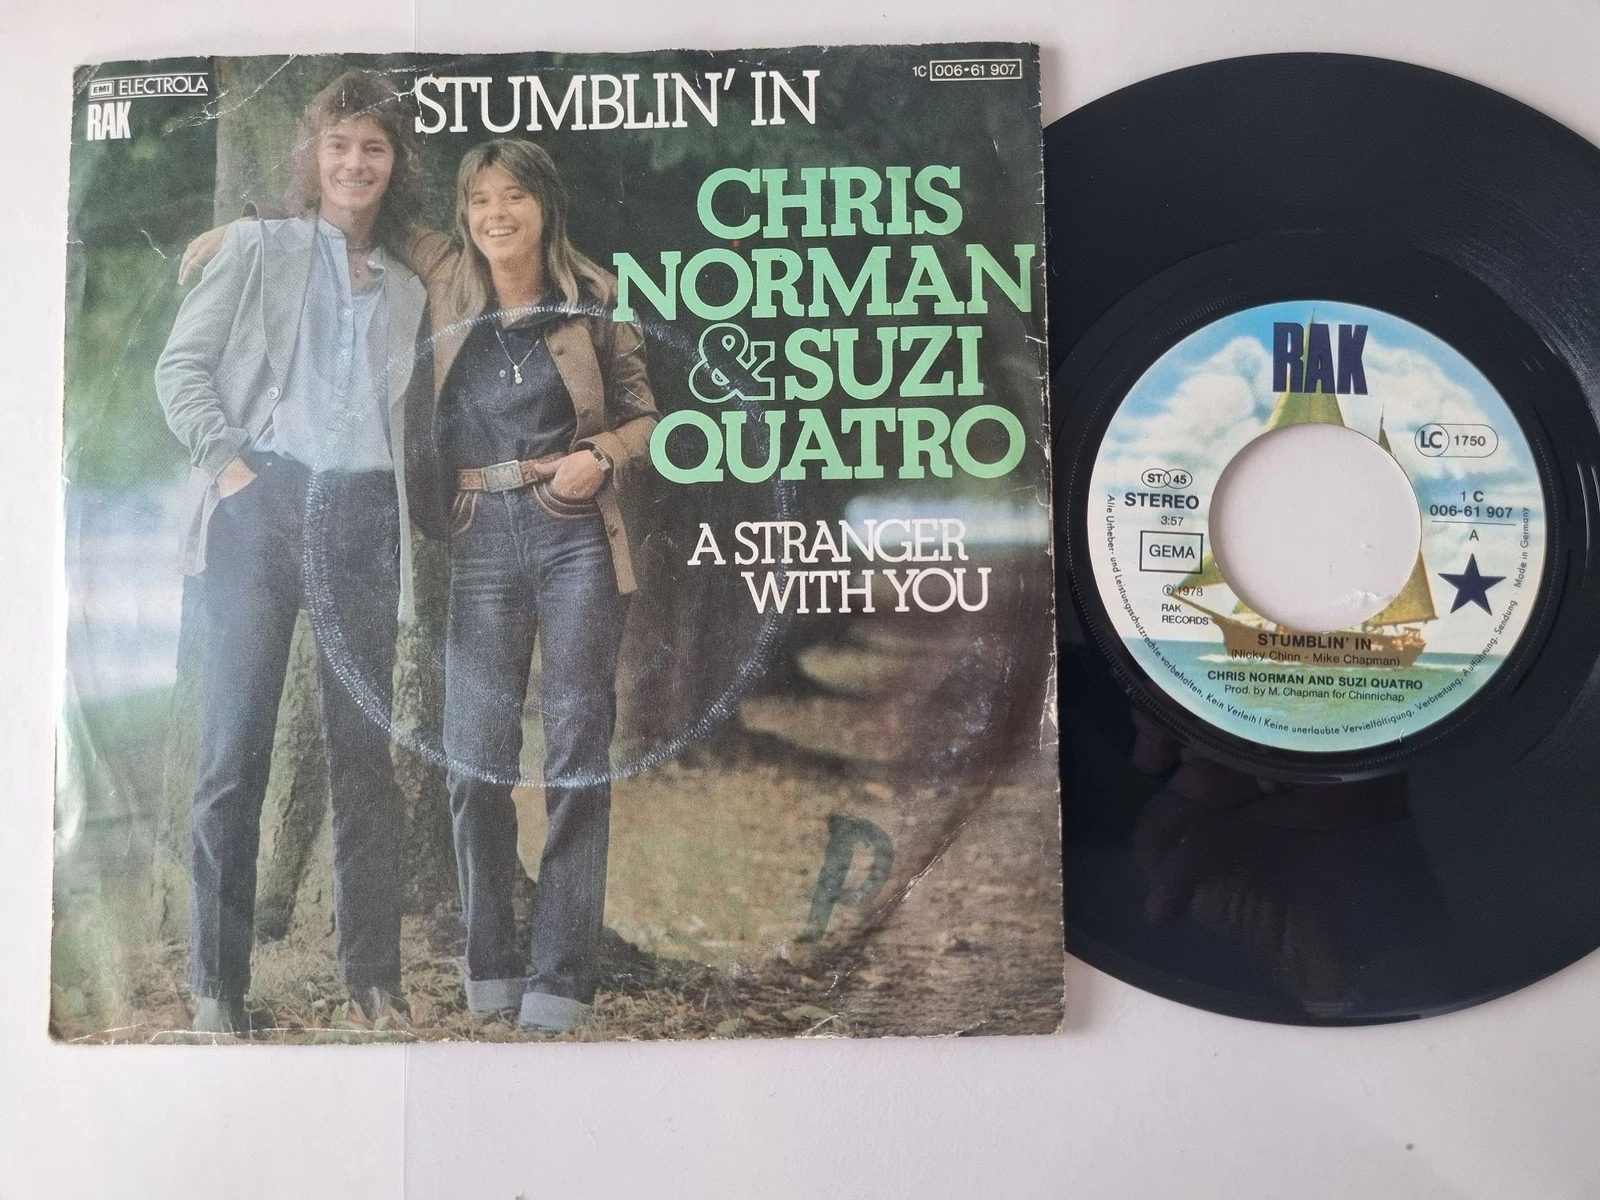 EMI ELECTROLA
RAK
STUMBLIN' IN
1C 006-61 907
CHRIS
NORMAN
& SUZI
QUATRO
A STRANGER
WITH YOU
P
RAK
LC 1750
ST 45
STEREO
3:57
GEMA
℗ 1978
RAK
RECORDS
1 C
006-61 907
A
STUMBLIN' IN
(Nicky Chinn - Mike Chapman)
CHRIS NORMAN AND SUZI QUATRO
Prod. by M. Chapman for Chinnichap
Alle Urheber- und Leistungsschutzrechte vorbehalten. Kein Verleih! Keine unerlaubte Vervielfältigung, Verbreitung, Aufführung, Sendung · Made in Germany